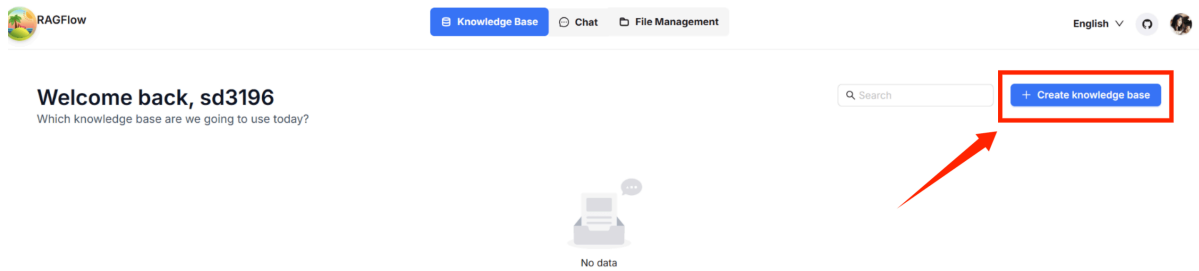 RAGFlow
Knowledge Base
Chat
File Management
English
Welcome back, sd3196
Which knowledge base are we going to use today?
Search
+ Create knowledge base
No data